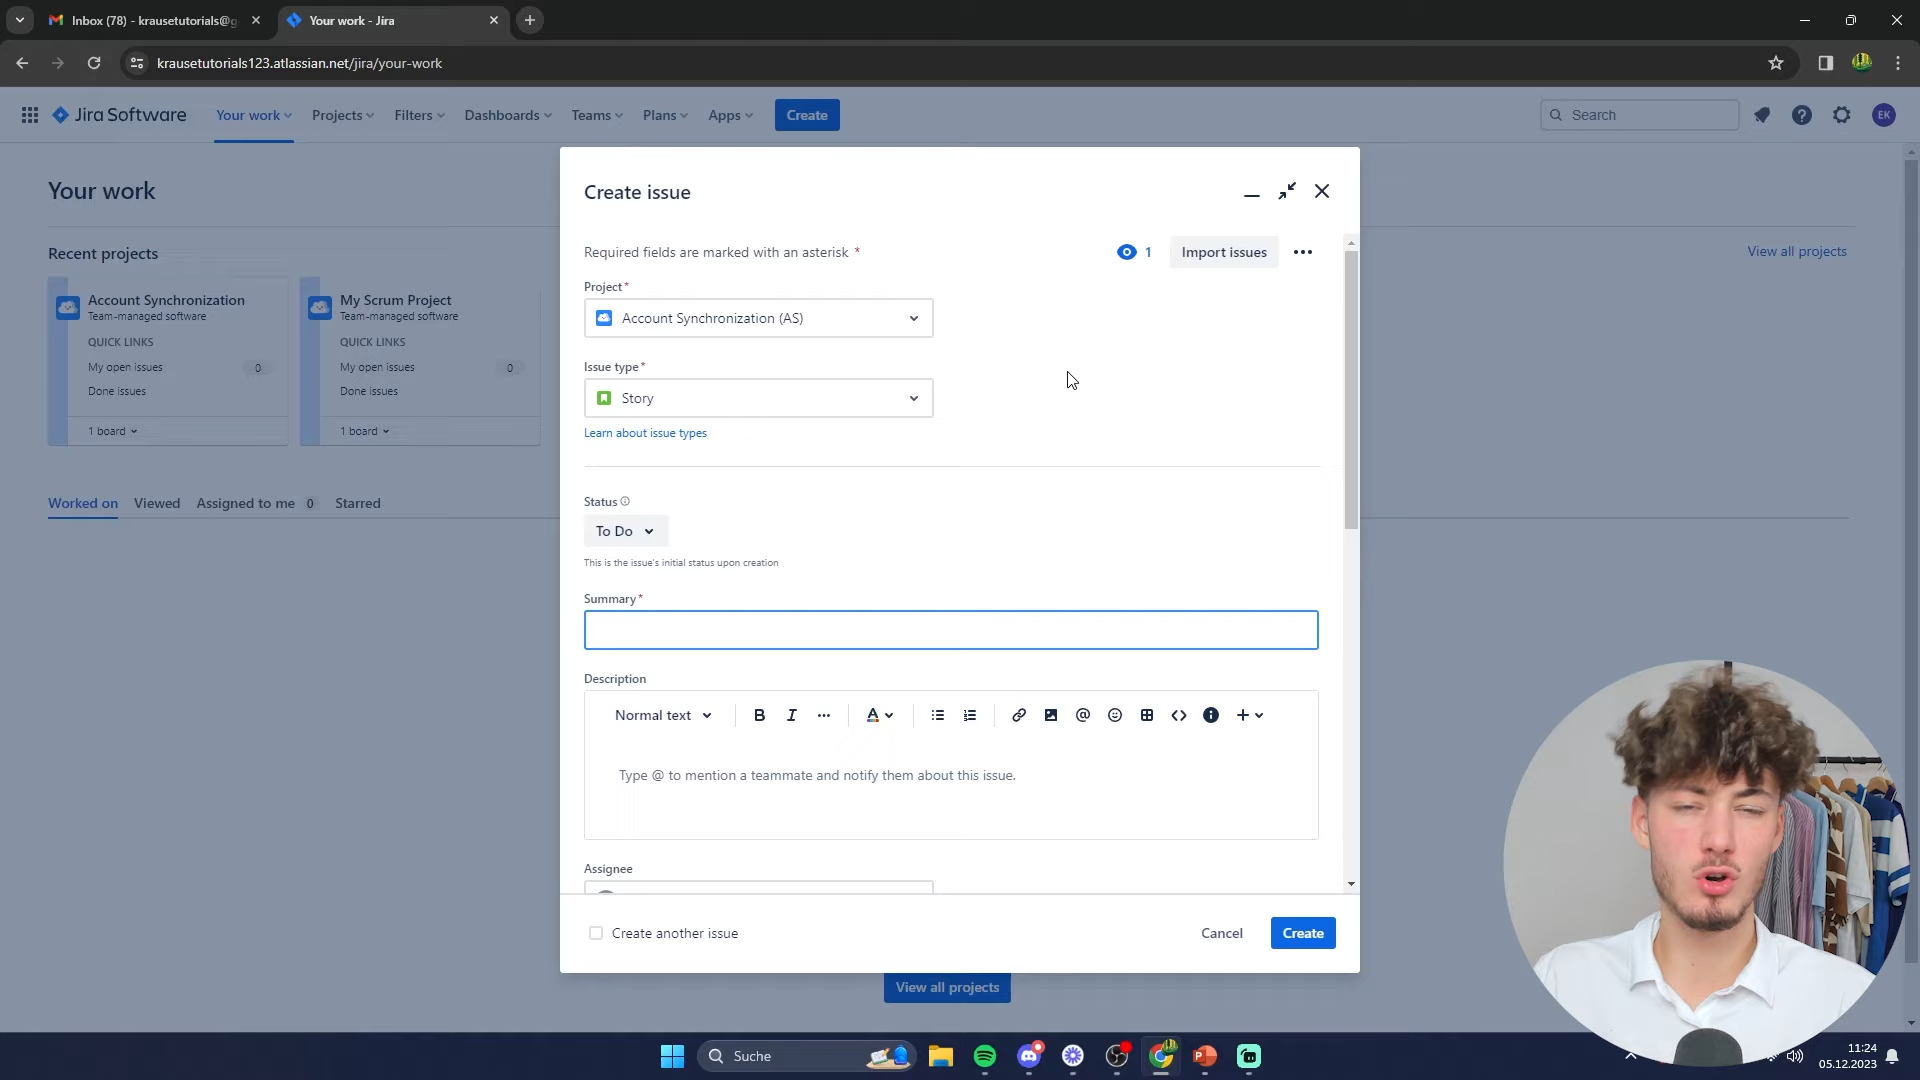 Inbox (78) - krausetutorials@g
Your work - Jira
krausetutorials123.atlassian.net/jira/your-work
Jira Software
Your work
Projects
Filters
Dashboards
Teams
Plans
Apps
Create
Search
EK
Your work
Recent projects
View all projects
Account Synchronization
Team-managed software
QUICK LINKS
My open issues 0
Done issues
1 board
My Scrum Project
Team-managed software
QUICK LINKS
My open issues 0
Done issues
1 board
Worked on
Viewed
Assigned to me 0
Starred
Create issue
Required fields are marked with an asterisk *
1
Import issues
Project*
Account Synchronization (AS)
Issue type*
Story
Learn about issue types
Status
To Do
This is the issue's initial status upon creation
Summary*
Description
Normal text
B
I
A
@
Type @ to mention a teammate and notify them about this issue.
Assignee
Create another issue
Cancel
Create
View all projects
Suche
11:24
05.12.2023